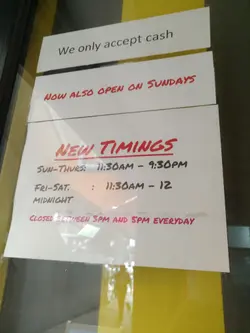 We only accept cash
NOW ALSO OPEN ON SUNDAYS
NEW TIMINGS
SUN-THURS: 11:30AM – 9:30PM
FRI-SAT. : 11:30AM – 12
MIDNIGHT
CLOSED BETWEEN 3PM AND 5PM EVERYDAY